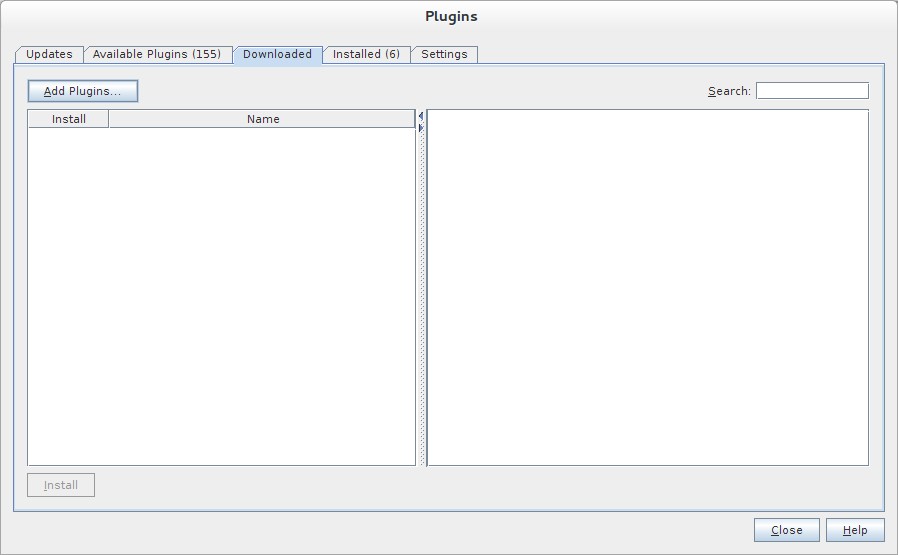 Plugins
Updates Available Plugins (155) Downloaded Installed (6) Settings
Add Plugins... Search:
Install Name
Install
Close Help